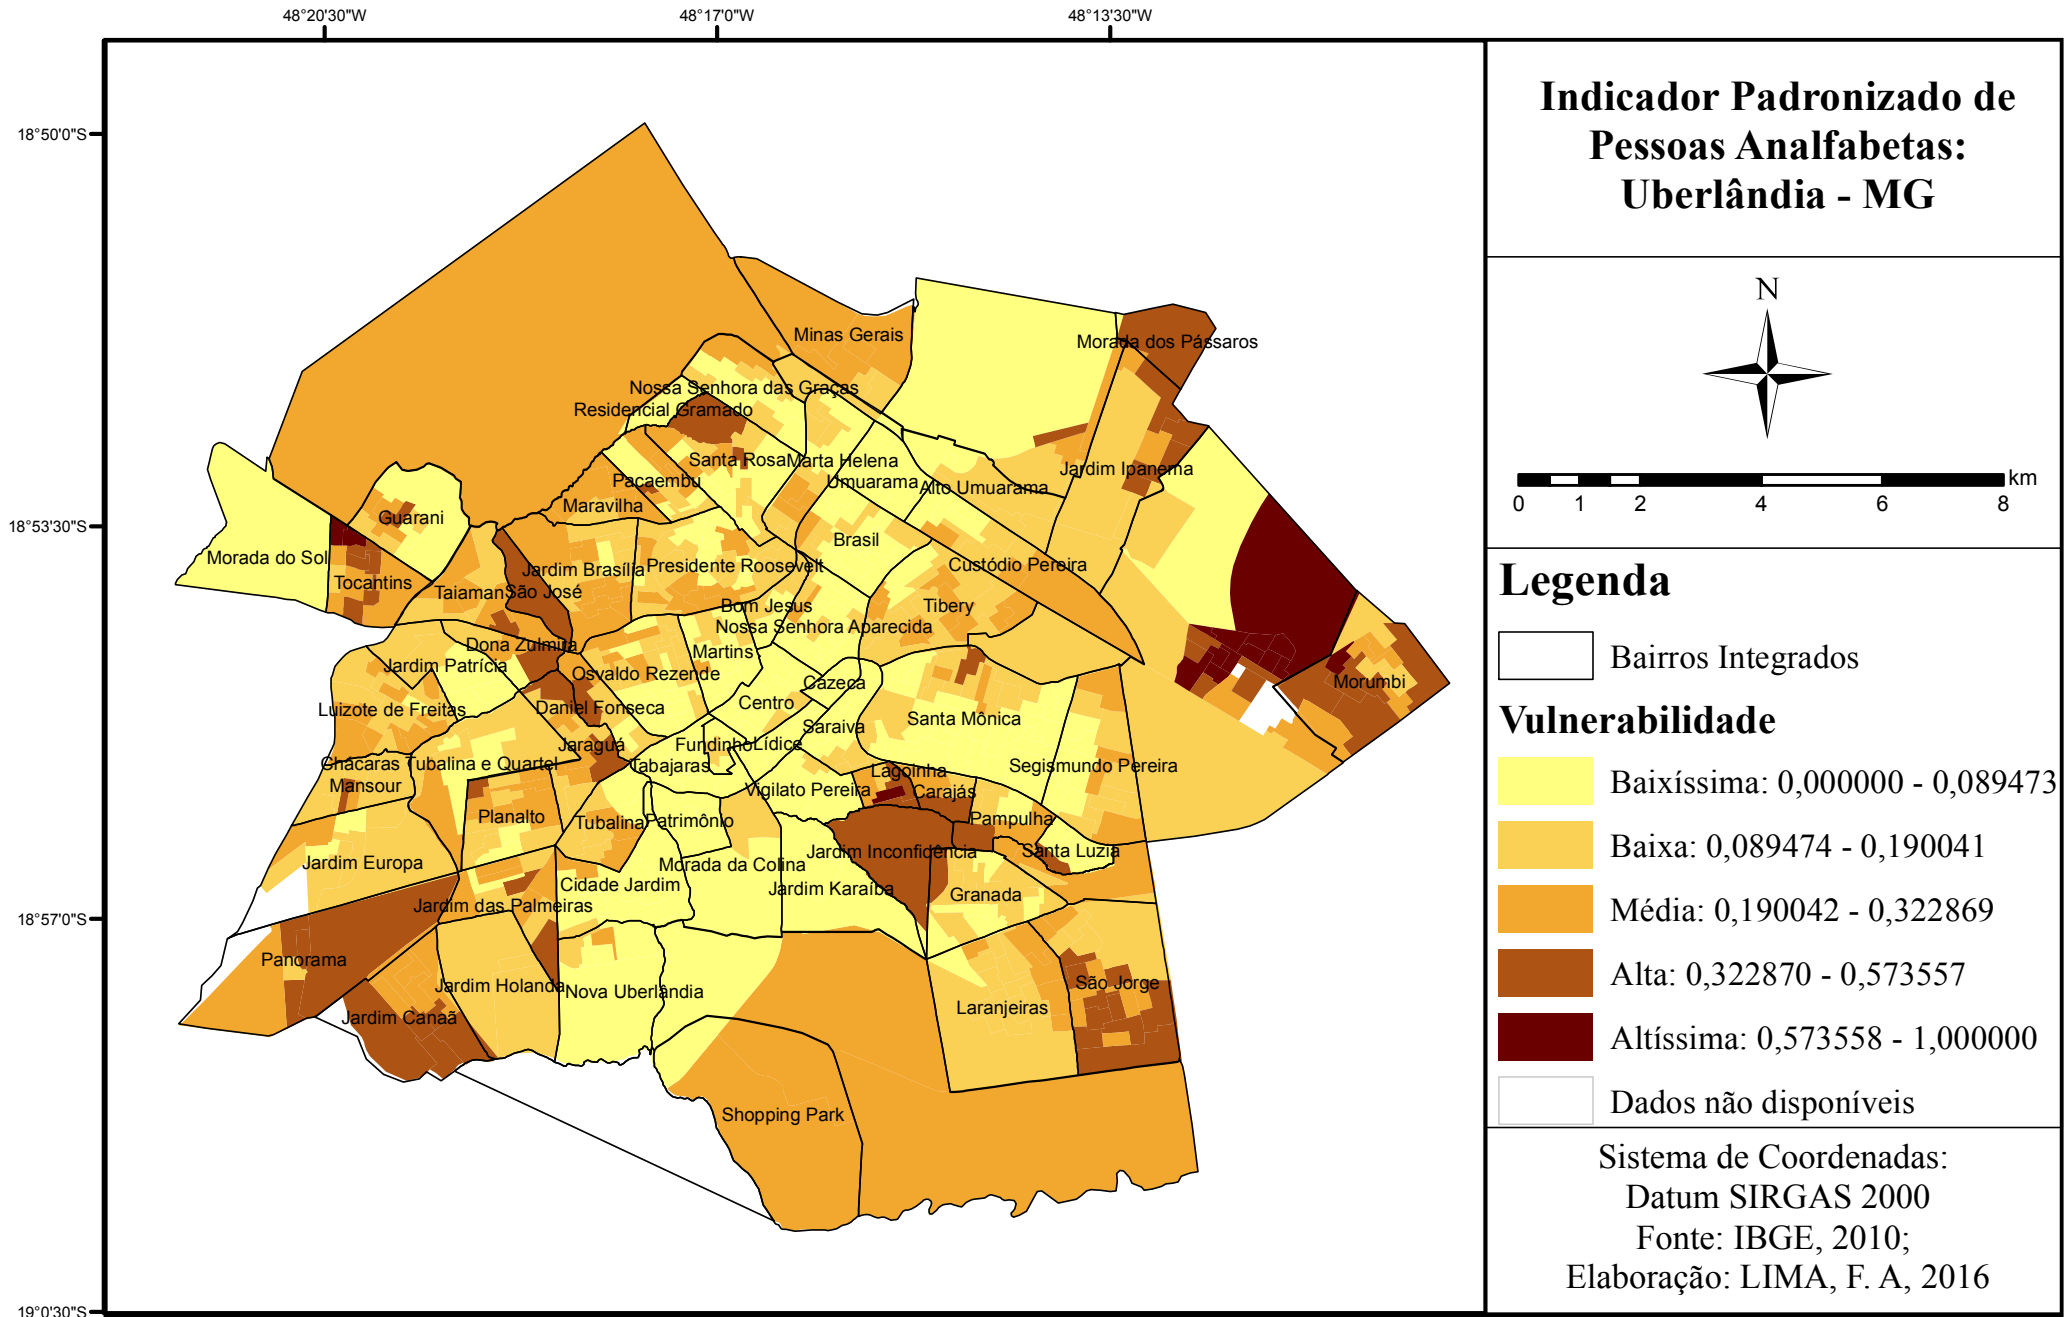 48°20'30"W
48°17'0"W
48°13'30"W
18°50'0"S
18°53'30"S
18°57'0"S
19°0'30"S
Minas Gerais
Morada dos Pássaros
Nossa Senhora das Graças
Residencial Gramado
Santa Rosa
Marta Helena
Jardim Ipanema
Pacaembu
Umuarama
Alto Umuarama
Maravilha
Guarani
Brasil
Morada do Sol
Jardim Brasília
Presidente Roosevelt
Custódio Pereira
Tocantins
Taiaman
São José
Bom Jesus
Tibery
Nossa Senhora Aparecida
Dona Zulmira
Martins
Jardim Patrícia
Osvaldo Rezende
Cazeca
Morumbi
Luizote de Freitas
Daniel Fonseca
Centro
Santa Mônica
Saraiva
Jaraguá
Fundinho
Lídice
Chácaras Tubalina e Quartel
Tabajaras
Lagoinha
Segismundo Pereira
Mansour
Vigilato Pereira
Carajás
Planalto
Tubalina
Patrimônio
Pampulha
Jardim Europa
Morada da Colina
Jardim Inconfidência
Santa Luzia
Cidade Jardim
Jardim Karaíba
Granada
Jardim das Palmeiras
Panorama
Jardim Holanda
Nova Uberlândia
São Jorge
Laranjeiras
Jardim Canaã
Shopping Park
Indicador Padronizado de
Pessoas Analfabetas:
Uberlândia - MG
N
km
0 1 2 4 6 8
Legenda
Bairros Integrados
Vulnerabilidade
Baixíssima: 0,000000 - 0,089473
Baixa: 0,089474 - 0,190041
Média: 0,190042 - 0,322869
Alta: 0,322870 - 0,573557
Altíssima: 0,573558 - 1,000000
Dados não disponíveis
Sistema de Coordenadas:
Datum SIRGAS 2000
Fonte: IBGE, 2010;
Elaboração: LIMA, F. A, 2016